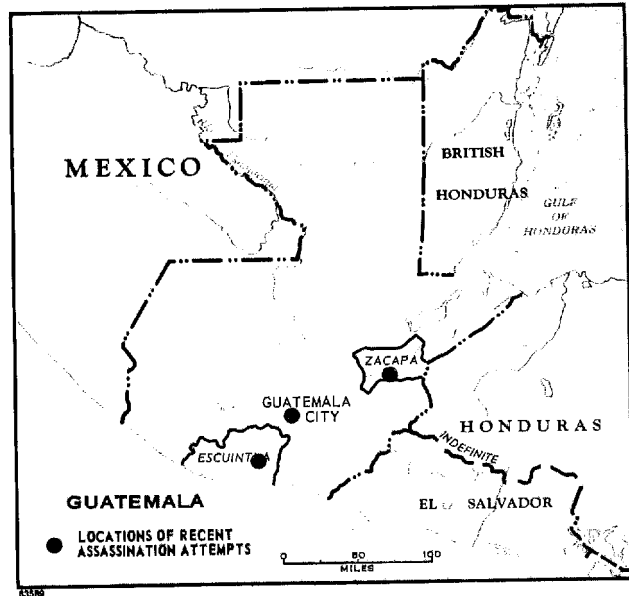 MEXICO
BRITISH
HONDURAS
GULF
OF
HONDURAS
ZACAPA
GUATEMALA
CITY
ESCUINTLA
HONDURAS
INDEFINITE
EL SALVADOR
GUATEMALA
LOCATIONS OF RECENT
ASSASSINATION ATTEMPTS
0 50 100
MILES
63589